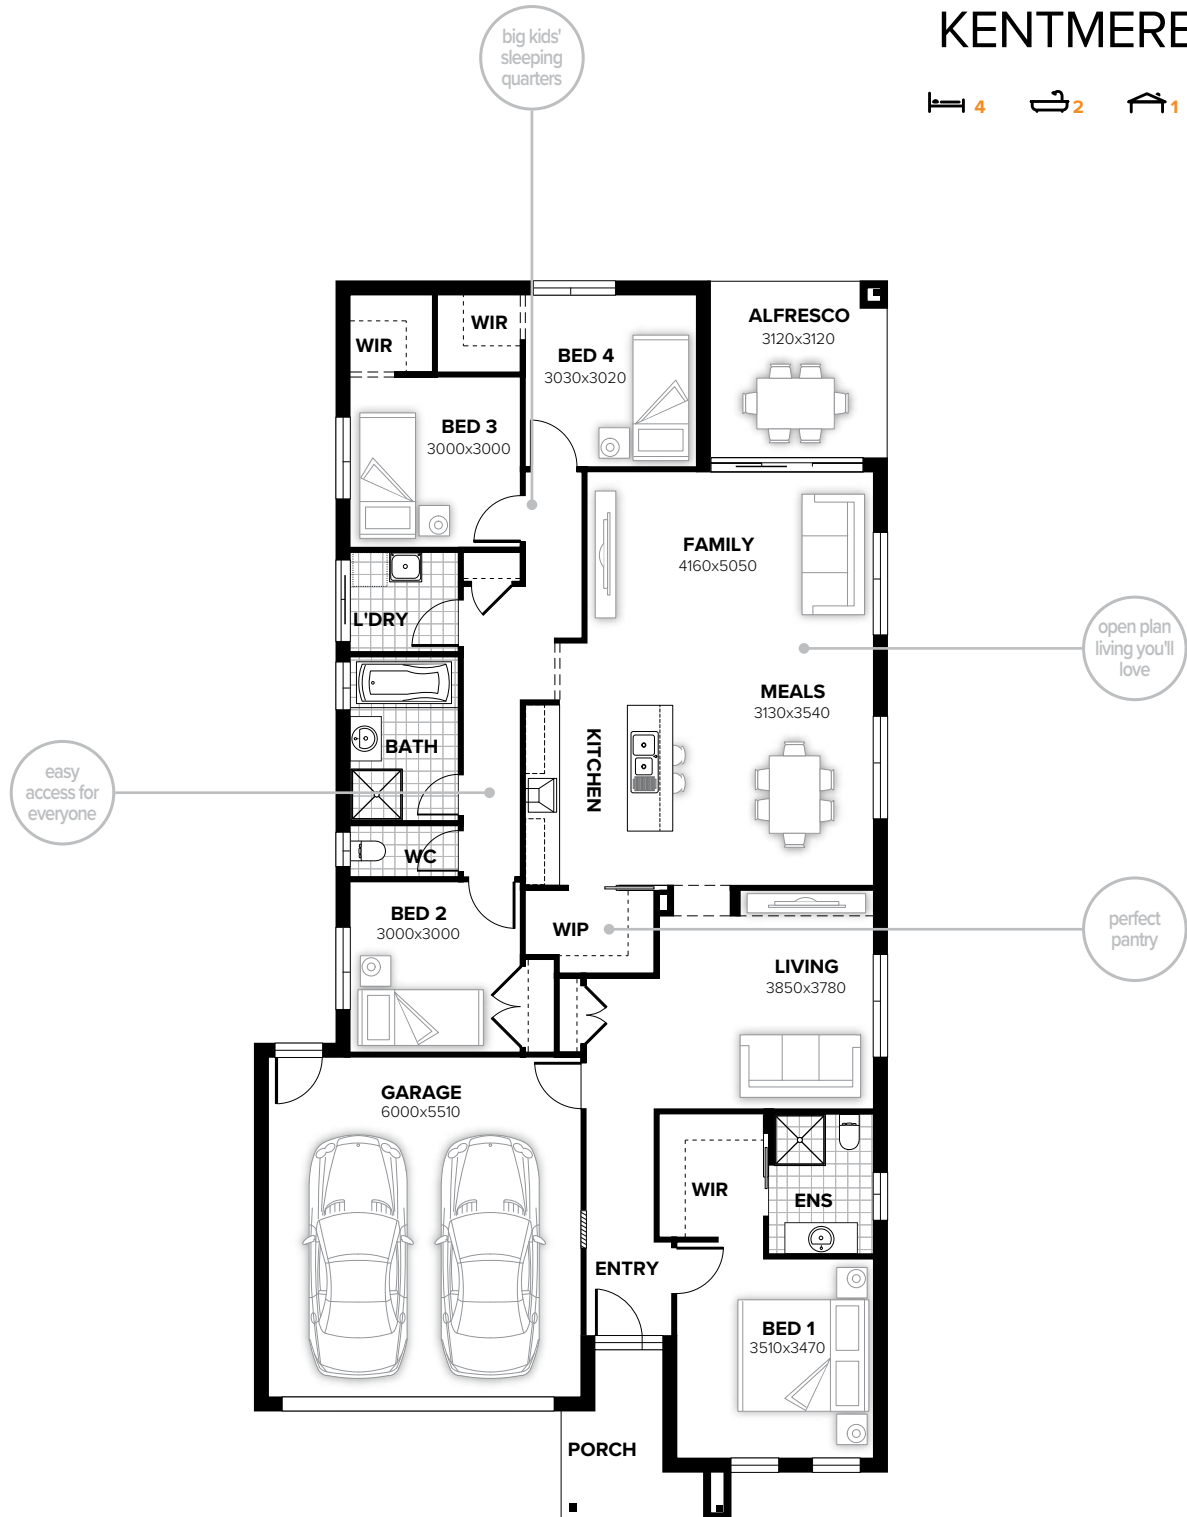 KENTMERE
4
2
1
big kids'
sleeping
quarters
WIR
WIR
BED 4
3030x3020
ALFRESCO
3120x3120
BED 3
3000x3000
FAMILY
4160x5050
L'DRY
open plan
living you'll
love
MEALS
3130x3540
KITCHEN
BATH
easy
access for
everyone
WC
BED 2
3000x3000
WIP
perfect
pantry
LIVING
3850x3780
GARAGE
6000x5510
WIR
ENS
ENTRY
BED 1
3510x3470
PORCH